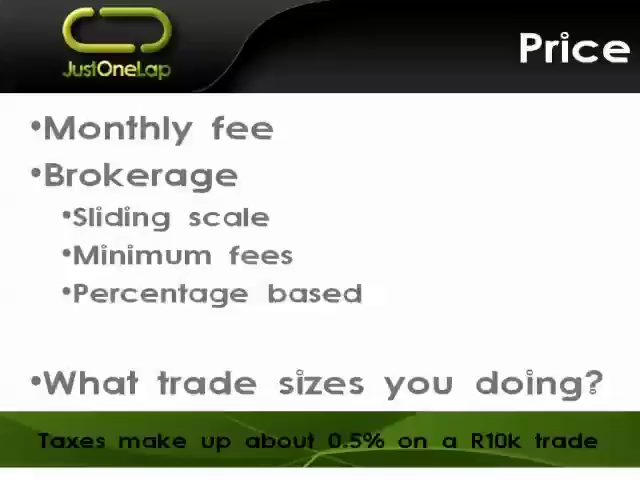 JustOneLap
Price
•Monthly fee
•Brokerage
•Sliding scale
•Minimum fees
•Percentage based
•What trade sizes you doing?
Taxes make up about 0.5% on a R10k trade